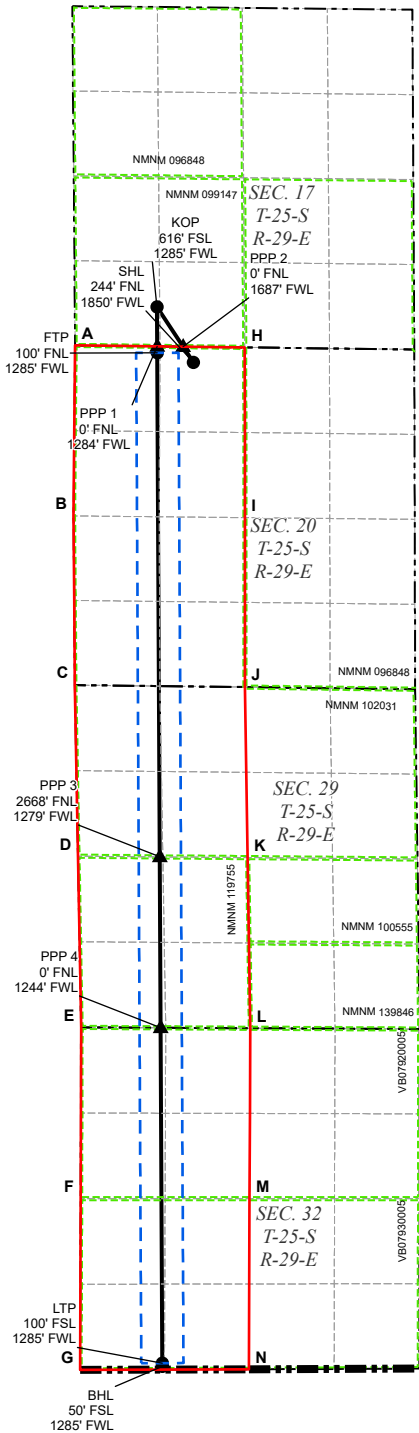 NMNM 096848
NMNM 099147
SEC. 17
T-25-S
R-29-E
KOP
616' FSL
1285' FWL
PPP 2
0' FNL
1687' FWL
SHL
244' FNL
1850' FWL
FTP
100' FNL
1285' FWL
A
H
PPP 1
0' FNL
1284' FWL
B
I
SEC. 20
T-25-S
R-29-E
C
J
NMNM 096848
NMNM 102031
PPP 3
2668' FNL
1279' FWL
SEC. 29
T-25-S
R-29-E
D
K
NMNM 119755
NMNM 100555
PPP 4
0' FNL
1244' FWL
E
L
NMNM 139846
VB07920005
F
M
SEC. 32
T-25-S
R-29-E
VB07930005
LTP
100' FSL
1285' FWL
G
N
BHL
50' FSL
1285' FWL